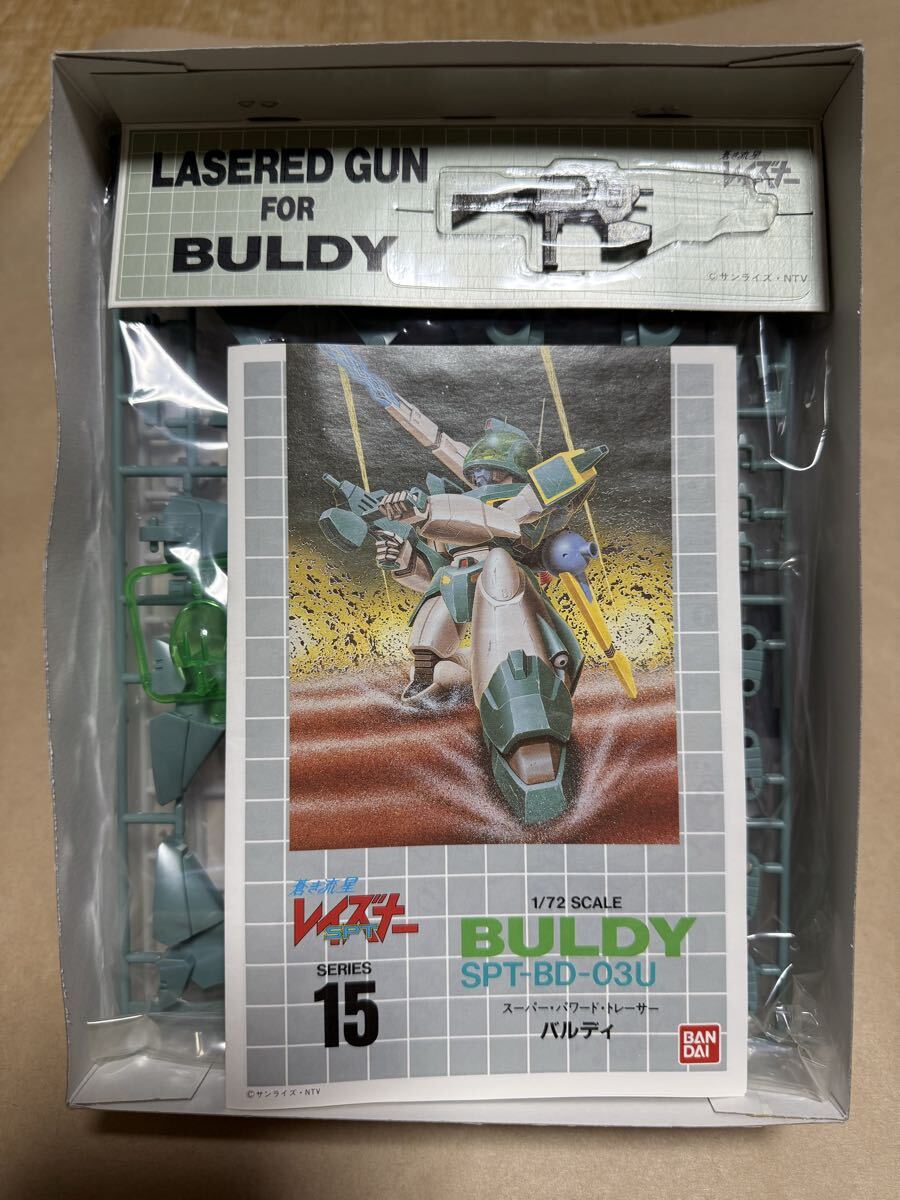 LASERED GUN
FOR
BULDY
蒼き流星
レイズナー
©サンライズ・NTV
蒼き流星
レイズナー
SPT
SERIES
15
1/72 SCALE
BULDY
SPT-BD-03U
スーパー・パワード・トレーサー
バルディ
BAN
DAI
©サンライズ・NTV